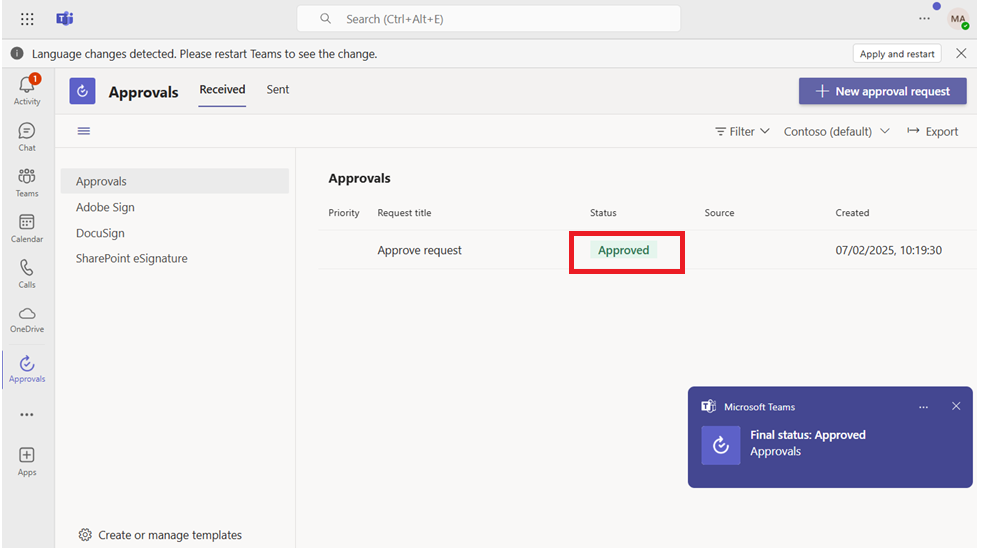 Search (Ctrl+Alt+E)
MA
Language changes detected. Please restart Teams to see the change.
Apply and restart
1
Activity
Chat
Teams
Calendar
Calls
OneDrive
Approvals
Apps
Approvals
Received
Sent
New approval request
Filter
Contoso (default)
Export
Approvals
Adobe Sign
DocuSign
SharePoint eSignature
Create or manage templates
Approvals
Priority Request title Status Source Created
Approve request Approved 07/02/2025, 10:19:30
Microsoft Teams
Final status: Approved
Approvals